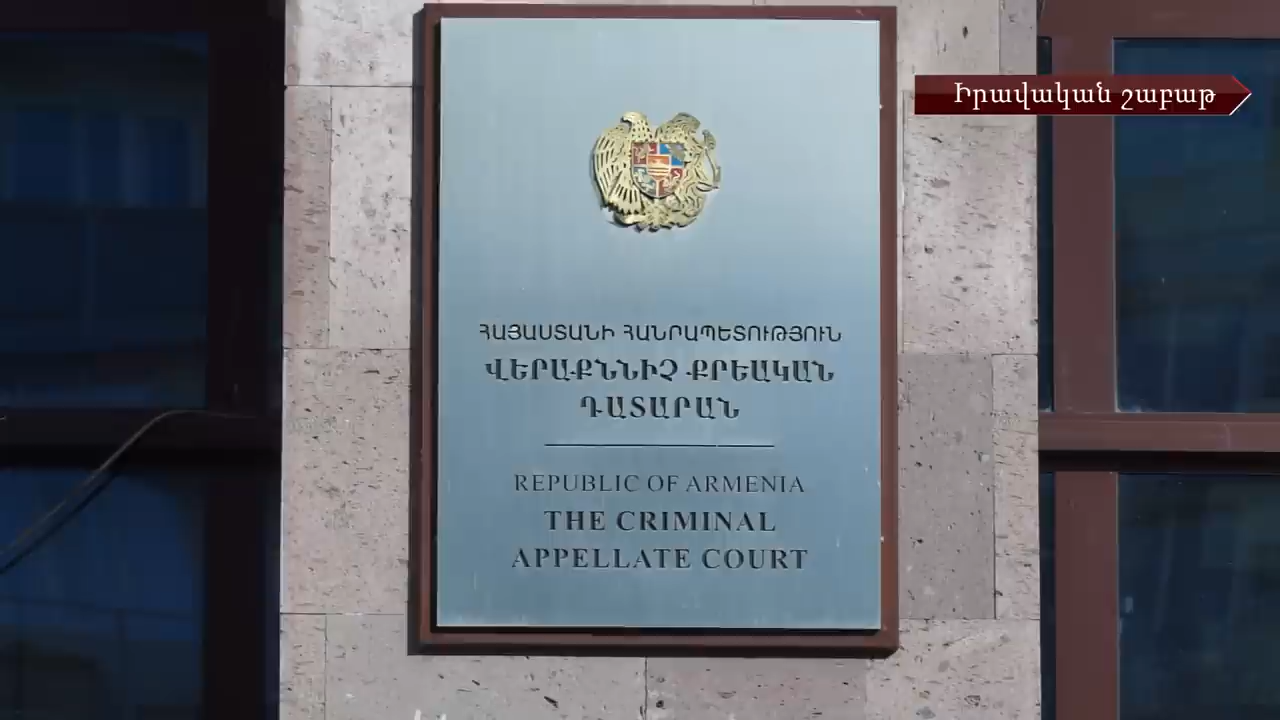 Իրավական շաբաթ
ՀԱՅԱՍՏԱՆԻ ՀԱՆՐԱՊԵՏՈՒԹՅՈՒՆ
ՎԵՐԱՔՆՆԻՉ ՔՐԵԱԿԱՆ
ԴԱՏԱՐԱՆ
REPUBLIC OF ARMENIA
THE CRIMINAL
APPELLATE COURT